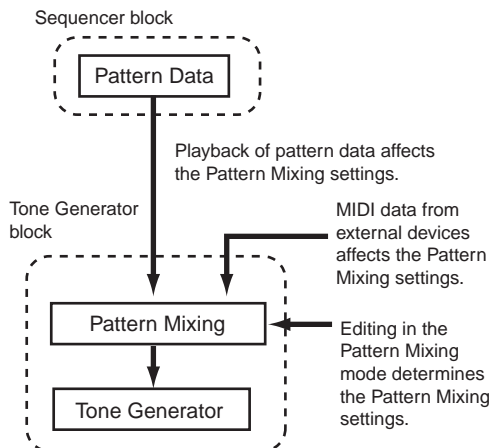 Sequencer block
Pattern Data
Playback of pattern data affects
the Pattern Mixing settings.
Tone Generator
block
MIDI data from
external devices
affects the Pattern
Mixing settings.
Pattern Mixing
Editing in the
Pattern Mixing
mode determines
the Pattern Mixing
settings.
Tone Generator